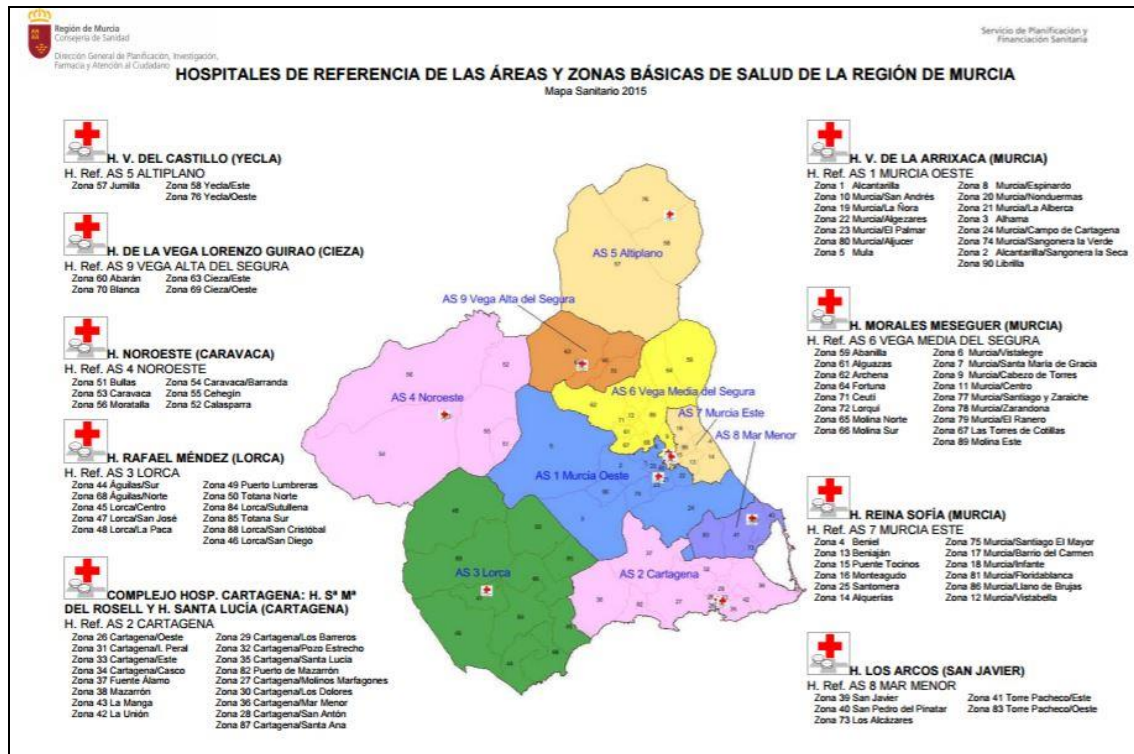 Región de Murcia
Consejería de Sanidad
Dirección General de Planificación, Investigación,
Farmacia y Atención al Ciudadano
Servicio de Planificación y
Financiación Sanitaria
HOSPITALES DE REFERENCIA DE LAS ÁREAS Y ZONAS BÁSICAS DE SALUD DE LA REGIÓN DE MURCIA
Mapa Sanitario 2015
H. V. DEL CASTILLO (YECLA)
H. Ref. AS 5 ALTIPLANO
Zona 57 Jumilla Zona 58 Yecla/Este
Zona 76 Yecla/Oeste
H. DE LA VEGA LORENZO GUIRAO (CIEZA)
H. Ref. AS 9 VEGA ALTA DEL SEGURA
Zona 60 Abarán Zona 63 Cieza/Este
Zona 70 Blanca Zona 69 Cieza/Oeste
H. NOROESTE (CARAVACA)
H. Ref. AS 4 NOROESTE
Zona 51 Bullas Zona 54 Caravaca/Barranda
Zona 53 Caravaca Zona 55 Cehegín
Zona 56 Moratalla Zona 52 Calasparra
H. RAFAEL MÉNDEZ (LORCA)
H. Ref. AS 3 LORCA
Zona 44 Águilas/Sur Zona 49 Puerto Lumbreras
Zona 68 Águilas/Norte Zona 50 Totana Norte
Zona 45 Lorca/Centro Zona 84 Lorca/Sutullena
Zona 47 Lorca/San José Zona 85 Totana Sur
Zona 48 Lorca/La Paca Zona 88 Lorca/San Cristóbal
Zona 46 Lorca/San Diego
COMPLEJO HOSP. CARTAGENA: H. Sª Mª
DEL ROSELL Y H. SANTA LUCÍA (CARTAGENA)
H. Ref. AS 2 CARTAGENA
Zona 26 Cartagena/Oeste Zona 29 Cartagena/Los Barreros
Zona 31 Cartagena/I. Peral Zona 32 Cartagena/Pozo Estrecho
Zona 33 Cartagena/Este Zona 35 Cartagena/Santa Lucía
Zona 34 Cartagena/Casco Zona 82 Puerto de Mazarrón
Zona 37 Fuente Álamo Zona 27 Cartagena/Molinos Marfagones
Zona 38 Mazarrón Zona 30 Cartagena/Los Dolores
Zona 43 La Manga Zona 36 Cartagena/Mar Menor
Zona 42 La Unión Zona 28 Cartagena/San Antón
Zona 87 Cartagena/Santa Ana
AS 5 Altiplano
AS 9 Vega Alta del Segura
AS 4 Noroeste
AS 6 Vega Media del Segura
AS 7 Murcia Este
AS 8 Mar Menor
AS 1 Murcia Oeste
AS 3 Lorca
AS 2 Cartagena
H. V. DE LA ARRIXACA (MURCIA)
H. Ref. AS 1 MURCIA OESTE
Zona 1 Alcantarilla Zona 8 Murcia/Espinardo
Zona 10 Murcia/San Andrés Zona 20 Murcia/Nonduermas
Zona 19 Murcia/La Ñora Zona 21 Murcia/La Alberca
Zona 22 Murcia/Algezares Zona 3 Alhama
Zona 23 Murcia/El Palmar Zona 24 Murcia/Campo de Cartagena
Zona 80 Murcia/Aljucer Zona 74 Murcia/Sangonera la Verde
Zona 5 Mula Zona 2 Alcantarilla/Sangonera la Seca
Zona 90 Librilla
H. MORALES MESEGUER (MURCIA)
H. Ref. AS 6 VEGA MEDIA DEL SEGURA
Zona 59 Abanilla Zona 6 Murcia/Vistalegre
Zona 61 Alguazas Zona 7 Murcia/Santa María de Gracia
Zona 62 Archena Zona 9 Murcia/Cabezo de Torres
Zona 64 Fortuna Zona 11 Murcia/Centro
Zona 71 Ceutí Zona 77 Murcia/Santiago y Zaraiche
Zona 72 Lorquí Zona 78 Murcia/Zarandona
Zona 65 Molina Norte Zona 79 Murcia/El Ranero
Zona 66 Molina Sur Zona 67 Las Torres de Cotillas
Zona 89 Molina Este
H. REINA SOFÍA (MURCIA)
H. Ref. AS 7 MURCIA ESTE
Zona 4 Beniel Zona 75 Murcia/Santiago El Mayor
Zona 13 Beniaján Zona 17 Murcia/Barrio del Carmen
Zona 15 Puente Tocinos Zona 18 Murcia/Infante
Zona 16 Monteagudo Zona 81 Murcia/Floridablanca
Zona 25 Santomera Zona 86 Murcia/Llano de Brujas
Zona 14 Alquerías Zona 12 Murcia/Vistabella
H. LOS ARCOS (SAN JAVIER)
H. Ref. AS 8 MAR MENOR
Zona 39 San Javier Zona 41 Torre Pacheco/Este
Zona 40 San Pedro del Pinatar Zona 83 Torre Pacheco/Oeste
Zona 73 Los Alcázares